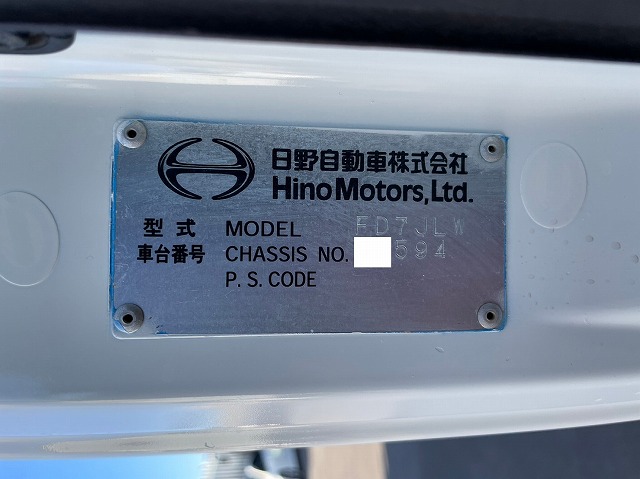 日野自動車株式会社
Hino Motors, Ltd.
型式 MODEL FD7JLW
車台番号 CHASSIS NO. 594
P. S. CODE